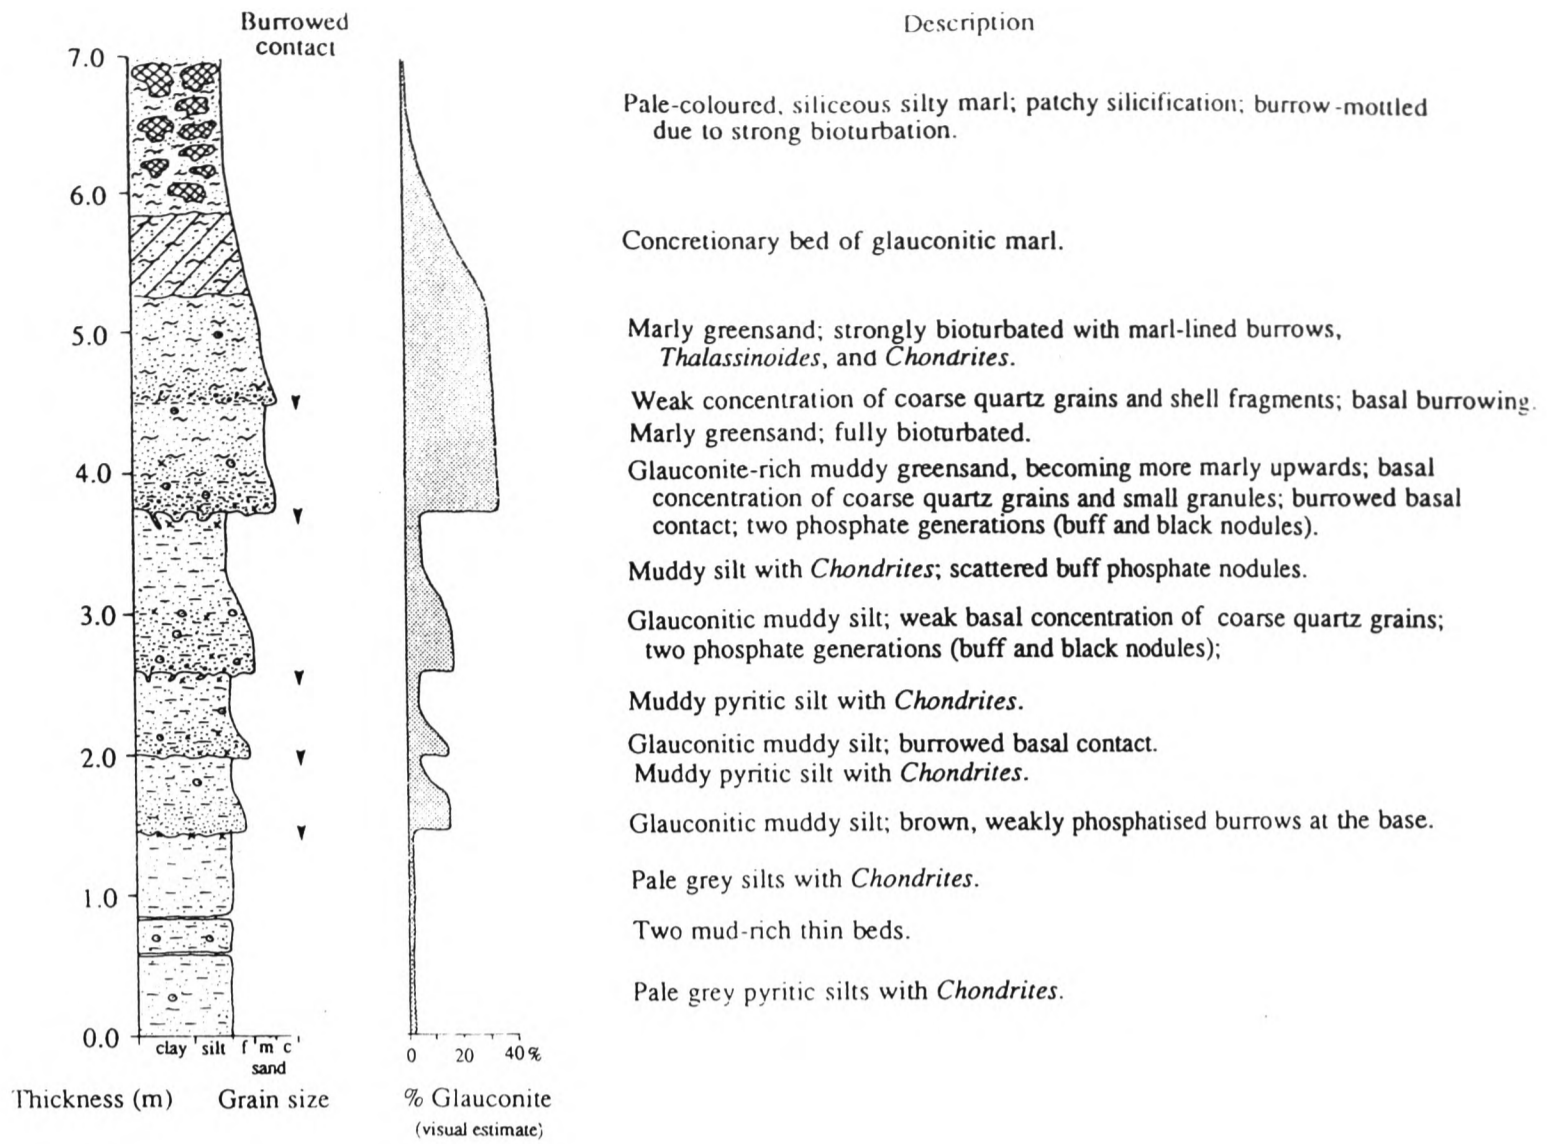 Burrowed
contact
Description
7.0
Pale-coloured, siliceous silty marl; patchy silicification; burrow-mottled
due to strong bioturbation.
6.0
Concretionary bed of glauconitic marl.
5.0
Marly greensand; strongly bioturbated with marl-lined burrows,
Thalassinoides, and Chondrites.
Weak concentration of coarse quartz grains and shell fragments; basal burrowing.
Marly greensand; fully bioturbated.
4.0
Glauconite-rich muddy greensand, becoming more marly upwards; basal
concentration of coarse quartz grains and small granules; burrowed basal
contact; two phosphate generations (buff and black nodules).
Muddy silt with Chondrites; scattered buff phosphate nodules.
3.0
Glauconitic muddy silt; weak basal concentration of coarse quartz grains;
two phosphate generations (buff and black nodules);
Muddy pyritic silt with Chondrites.
2.0
Glauconitic muddy silt; burrowed basal contact.
Muddy pyritic silt with Chondrites.
Glauconitic muddy silt; brown, weakly phosphatised burrows at the base.
1.0
Pale grey silts with Chondrites.
Two mud-rich thin beds.
Pale grey pyritic silts with Chondrites.
0.0
clay silt f m c
sand
0 20 40%
Thickness (m) Grain size % Glauconite
(visual estimate)